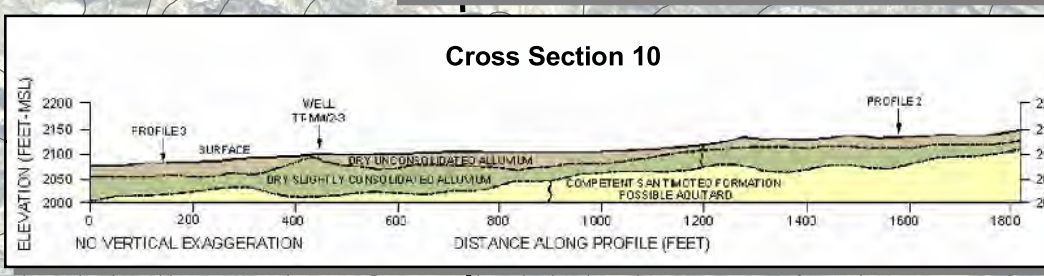 Cross Section 10
ELEVATION (FEET-MSL)
2200
2150
2100
2050
2000
PROFILE 3
SURFACE
WELL
TT-MW2-3
PROFILE 2
DRY UNCONSOLIDATED ALLUVIUM
DRY SLIGHTLY CONSOLIDATED ALLUVIUM
COMPETENT SAN TIMOTEO FORMATION
POSSIBLE AQUITARD
0 200 400 600 800 1000 1200 1400 1600 1800
NO VERTICAL EXAGGERATION
DISTANCE ALONG PROFILE (FEET)